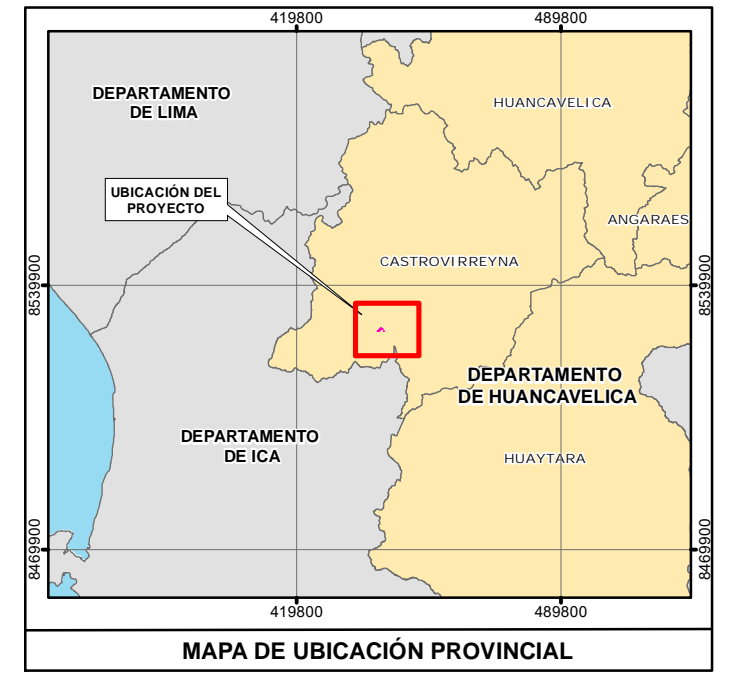 419800
489800
DEPARTAMENTO
DE LIMA
HUANCAVELICA
UBICACIÓN DEL
PROYECTO
ANGARAES
CASTROVIRREYNA
8539900
8539900
DEPARTAMENTO
DE HUANCAVELICA
DEPARTAMENTO
DE ICA
HUAYTARA
8469900
8469900
419800
489800
MAPA DE UBICACIÓN PROVINCIAL